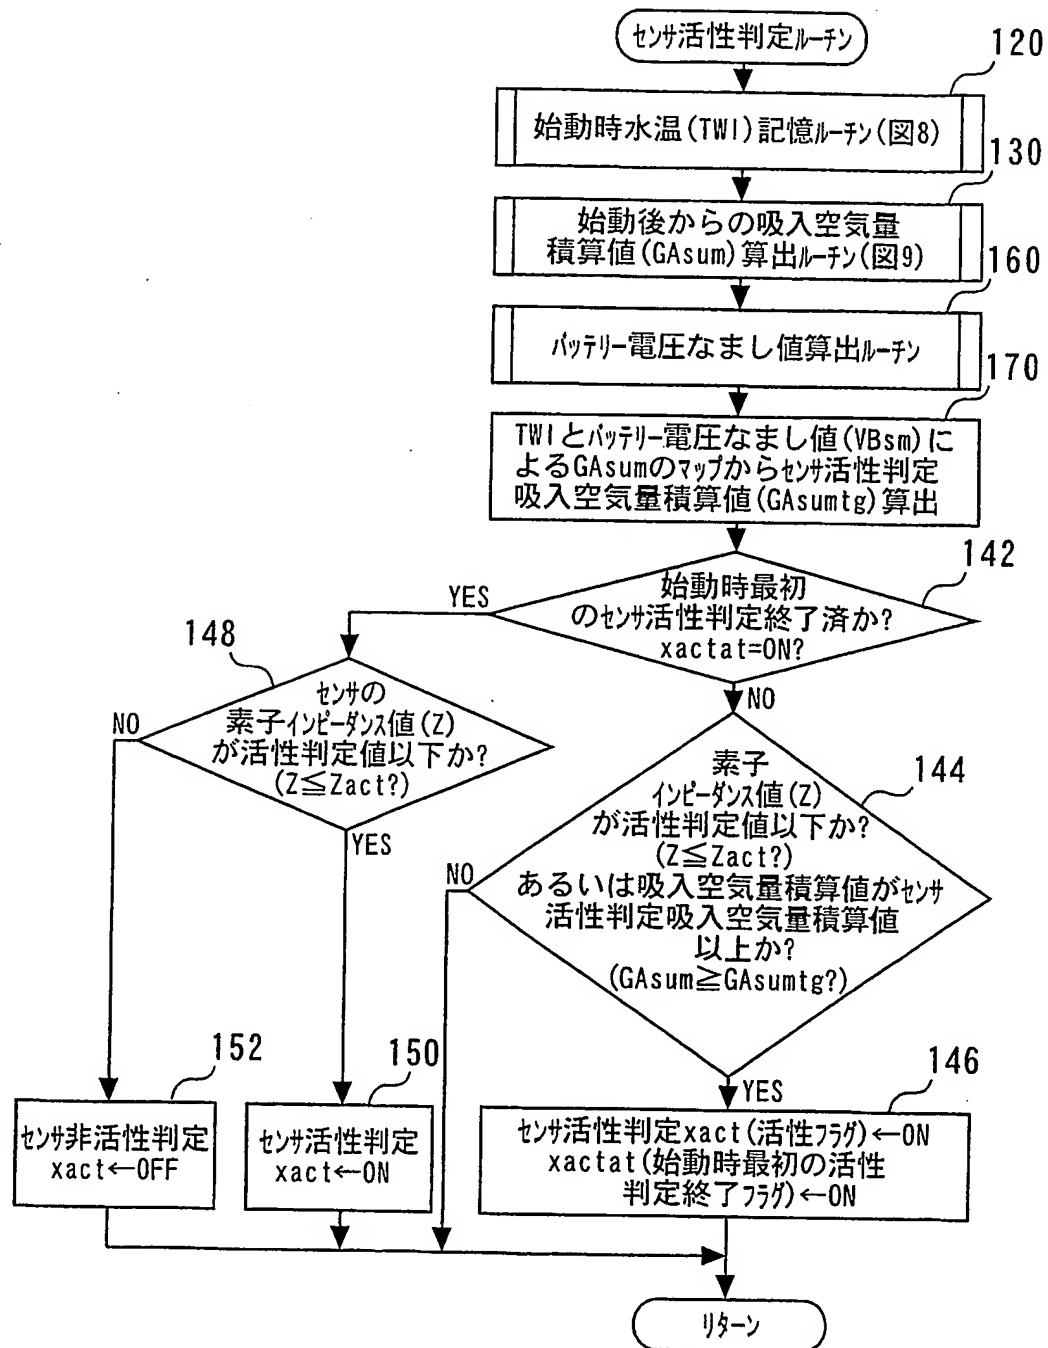 センサ活性判定ルーチン
120
始動時水温(TWI)記憶ルーチン(図8)
130
始動後からの吸入空気量
積算値(GAsum)算出ルーチン(図9)
160
バッテリー電圧なまし値算出ルーチン
170
TWIとバッテリー電圧なまし値(VBsm)に
よるGAsumのマップからセンサ活性判定
吸入空気量積算値(GAsumtg)算出
142
始動時最初
のセンサ活性判定終了済か?
xactat=ON?
YES
NO
148
センサの
素子インピーダンス値(Z)
が活性判定値以下か?
(Z≦Zact?)
NO
YES
144
素子
インピーダンス値(Z)
が活性判定値以下か?
(Z≦Zact?)
あるいは吸入空気量積算値がセンサ
活性判定吸入空気量積算値
以上か?
(GAsum≧GAsumtg?)
NO
YES
152
センサ非活性判定
xact←OFF
150
センサ活性判定
xact←ON
146
センサ活性判定xact(活性フラグ)←ON
xactat(始動時最初の活性
判定終了フラグ)←ON
リターン